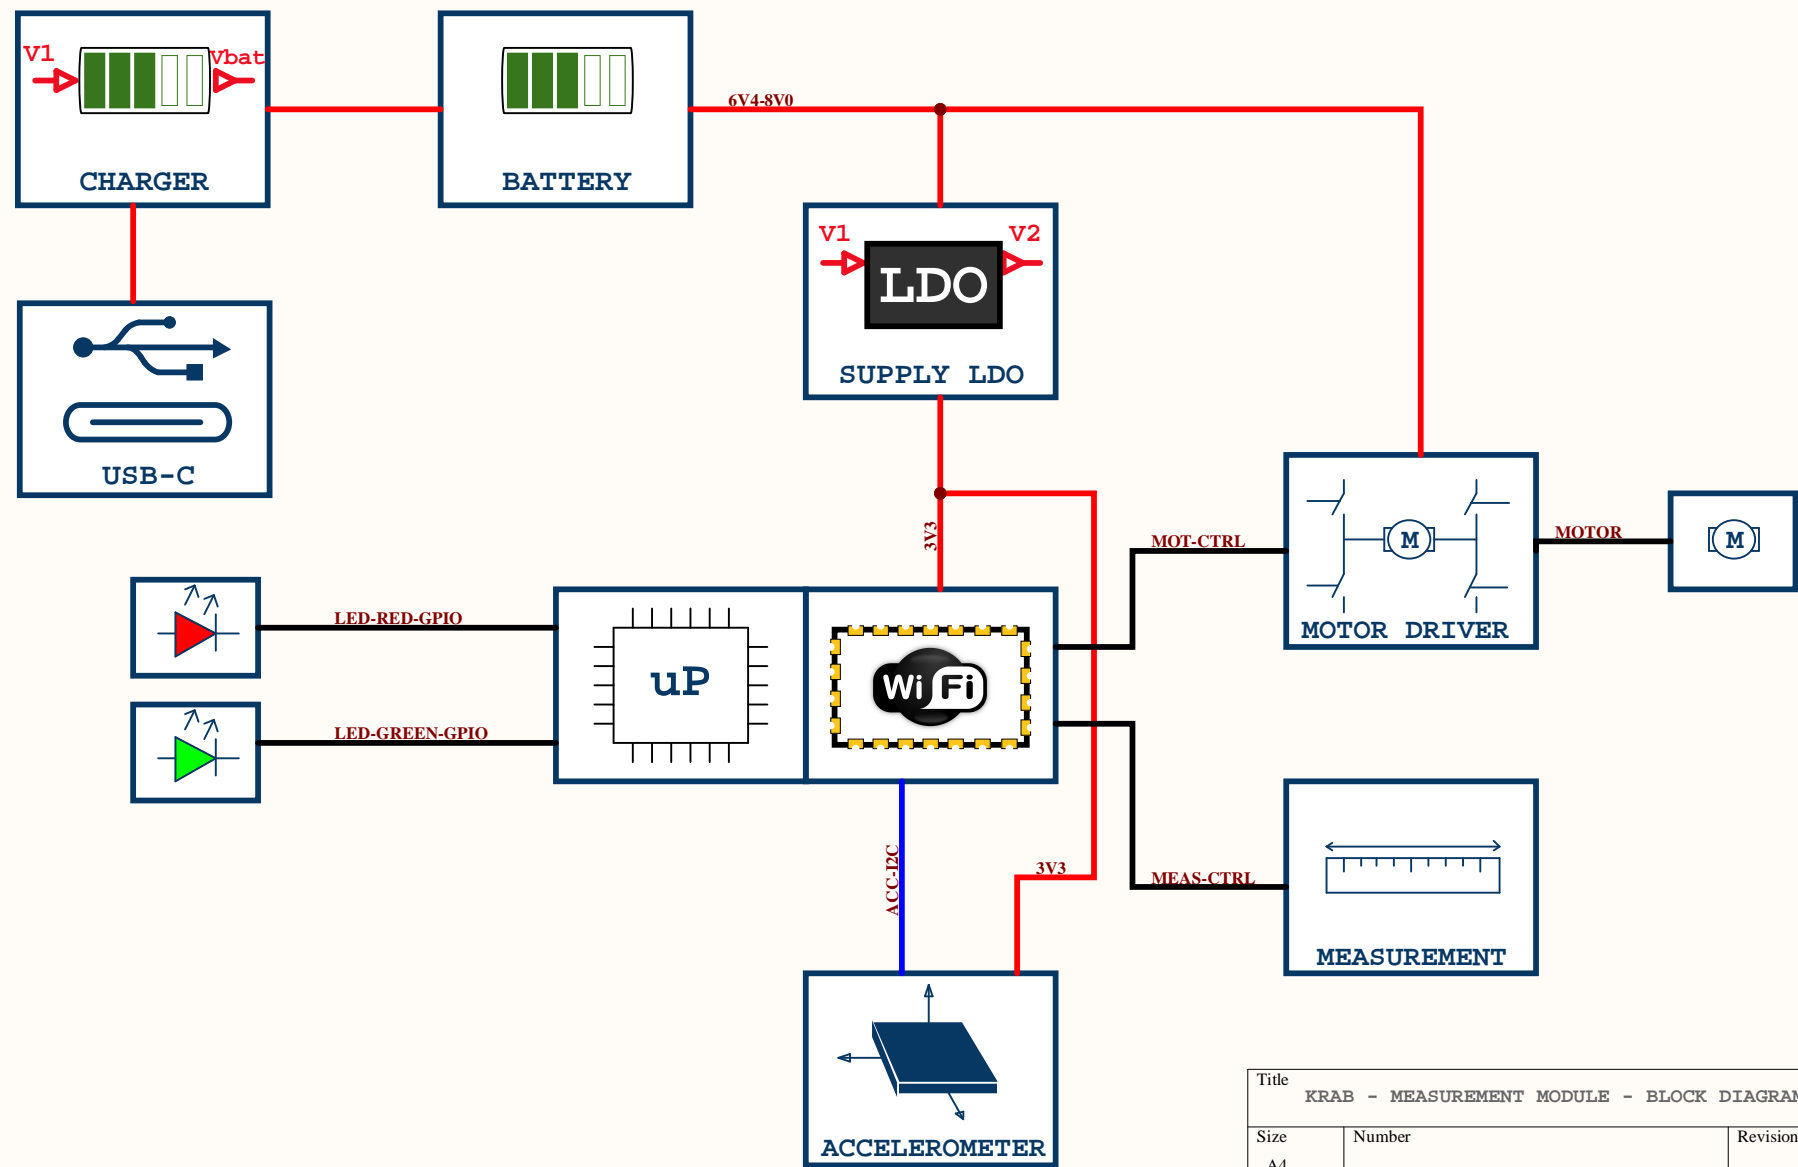 V1
Vbat
CHARGER
BATTERY
6V4-8V0
V1
V2
LDO
SUPPLY LDO
USB-C
3V3
MOT-CTRL
M
MOTOR DRIVER
MOTOR
M
LED-RED-GPIO
LED-GREEN-GPIO
uP
Wi Fi
ACC-I2C
3V3
MEAS-CTRL
MEASUREMENT
ACCELEROMETER
Title
KRAB - MEASUREMENT MODULE - BLOCK DIAGRAM
Size
Number
Revision
A4